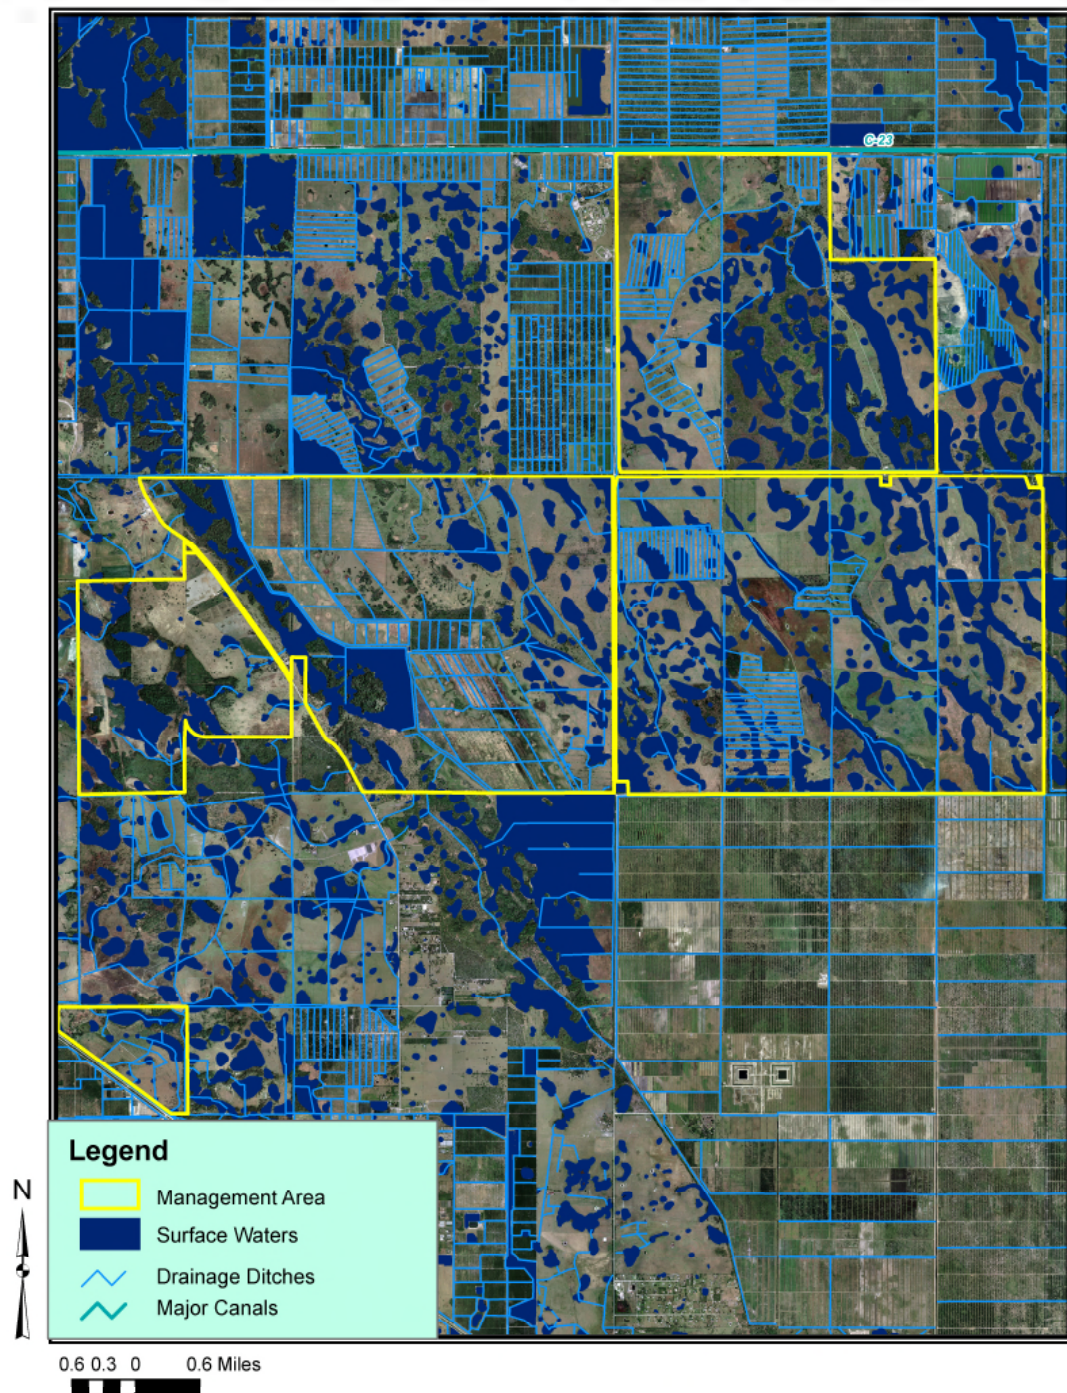 C-23
Legend
Management Area
Surface Waters
Drainage Ditches
Major Canals
N
0.6 0.3 0 0.6 Miles